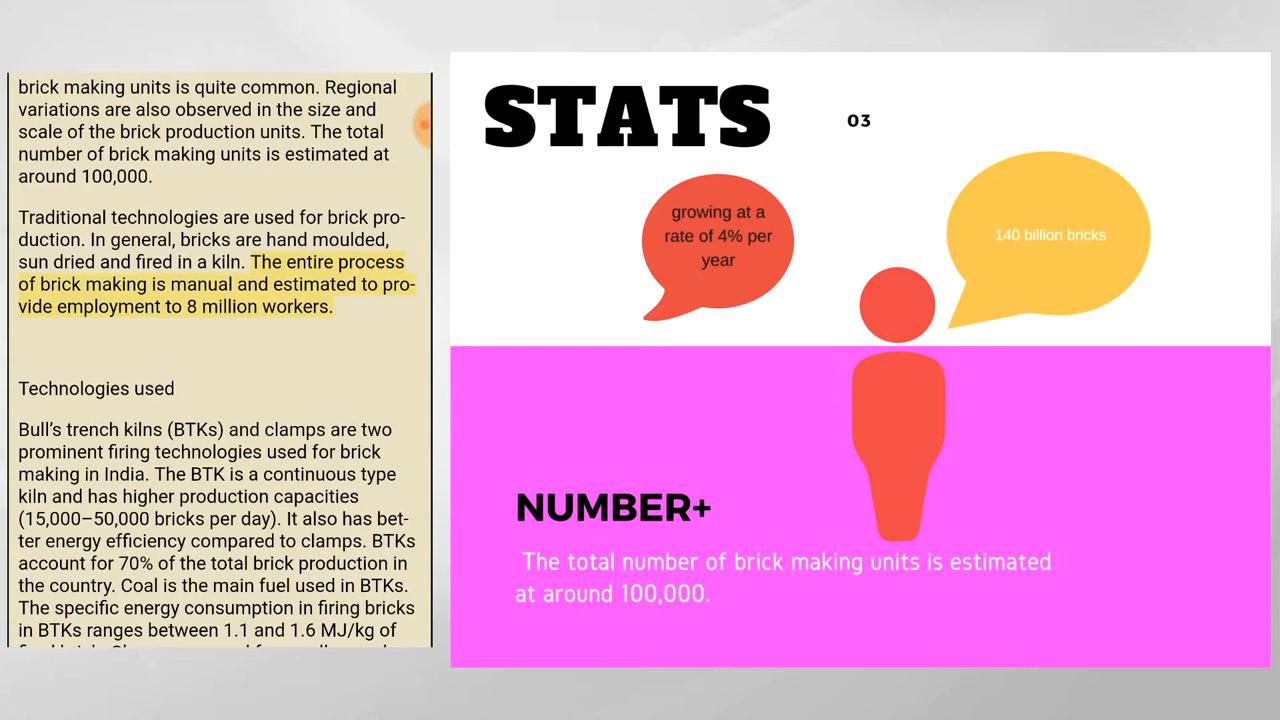 brick making units is quite common. Regional
variations are also observed in the size and
scale of the brick production units. The total
number of brick making units is estimated at
around 100,000.
Traditional technologies are used for brick pro-
duction. In general, bricks are hand moulded,
sun dried and fired in a kiln. The entire process
of brick making is manual and estimated to pro-
vide employment to 8 million workers.
Technologies used
Bull’s trench kilns (BTKs) and clamps are two
prominent firing technologies used for brick
making in India. The BTK is a continuous type
kiln and has higher production capacities
(15,000–50,000 bricks per day). It also has bet-
ter energy efficiency compared to clamps. BTKs
account for 70% of the total brick production in
the country. Coal is the main fuel used in BTKs.
The specific energy consumption in firing bricks
in BTKs ranges between 1.1 and 1.6 MJ/kg of
STATS
03
growing at a
rate of 4% per
year
140 billion bricks
NUMBER+
The total number of brick making units is estimated
at around 100,000.